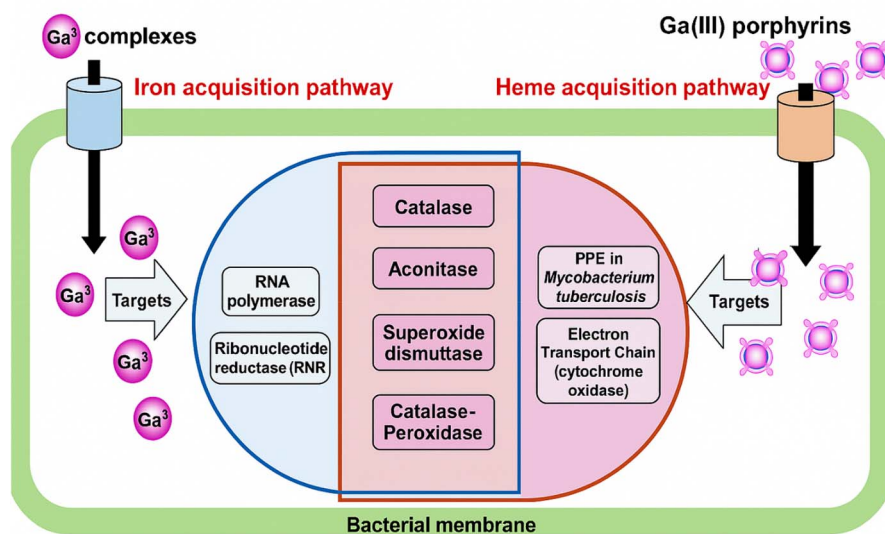 Ga³ complexes
Ga(III) porphyrins
Iron acquisition pathway
Heme acquisition pathway
Ga³
Ga³
Ga³
Ga³
Targets
RNA
polymerase
Ribonucleotide
reductase (RNR)
Catalase
Aconitase
Superoxide
dismuttase
Catalase-
Peroxidase
PPE in
Mycobacterium
tuberculosis
Electron
Transport Chain
(cytochrome
oxidase)
Targets
Bacterial membrane